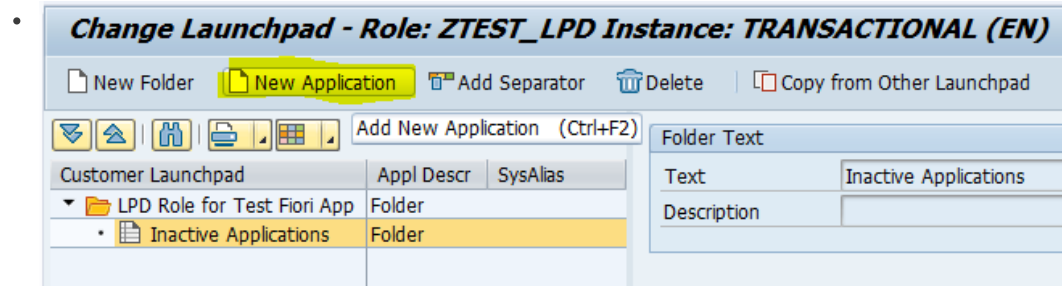 Change Launchpad - Role: ZTEST_LPD Instance: TRANSACTIONAL (EN)
New Folder New Application Add Separator Delete Copy from Other Launchpad
Add New Application (Ctrl+F2)
Folder Text
Customer Launchpad Appl Descr SysAlias
Text Inactive Applications
LPD Role for Test Fiori App Folder
Description
Inactive Applications Folder